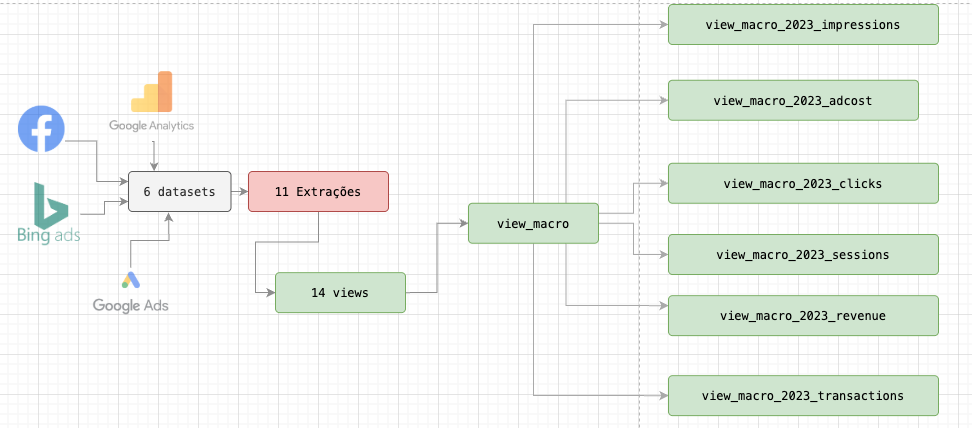 view_macro_2023_impressions
view_macro_2023_adcost
Google Analytics
view_macro_2023_clicks
6 datasets
11 Extrações
view_macro
Bing ads
view_macro_2023_sessions
14 views
Google Ads
view_macro_2023_revenue
view_macro_2023_transactions